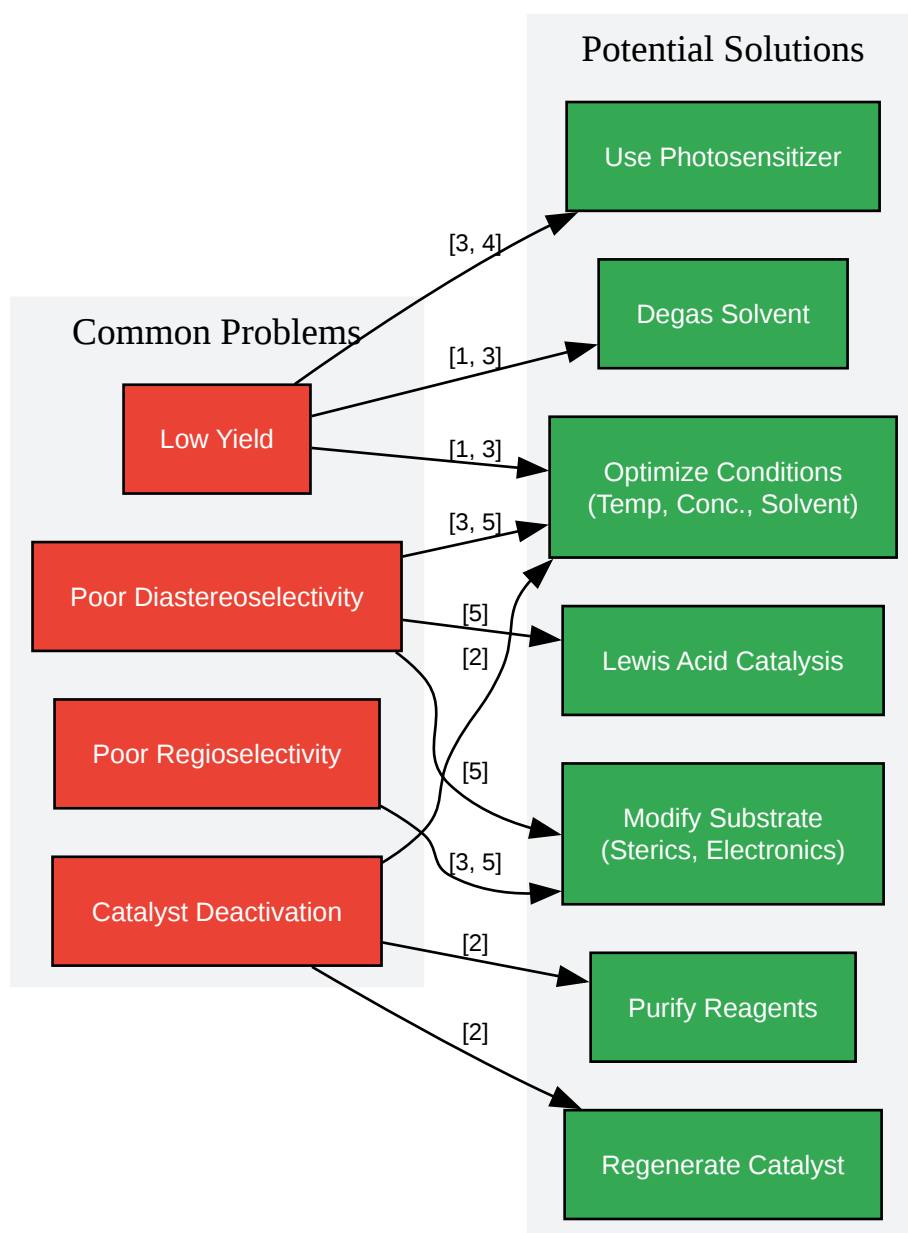 Potential Solutions
Use Photosensitizer
[3, 4]
Degas Solvent
Common Problems
[1, 3]
Low Yield
[1, 3]
Optimize Conditions
(Temp, Conc., Solvent)
[3, 5]
Poor Diastereoselectivity
[5]
[2]
Lewis Acid Catalysis
Poor Regioselectivity
[5]
Modify Substrate
(Sterics, Electronics)
[3, 5]
Catalyst Deactivation
[2]
Purify Reagents
[2]
Regenerate Catalyst